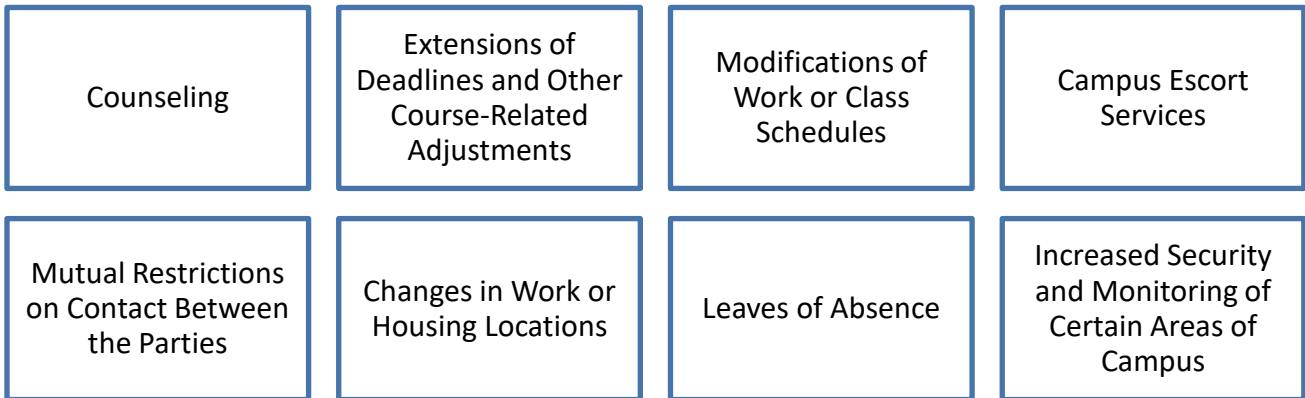 Counseling
Extensions of
Deadlines and Other
Course-Related
Adjustments
Modifications of
Work or Class
Schedules
Campus Escort
Services
Mutual Restrictions
on Contact Between
the Parties
Changes in Work or
Housing Locations
Leaves of Absence
Increased Security
and Monitoring of
Certain Areas of
Campus